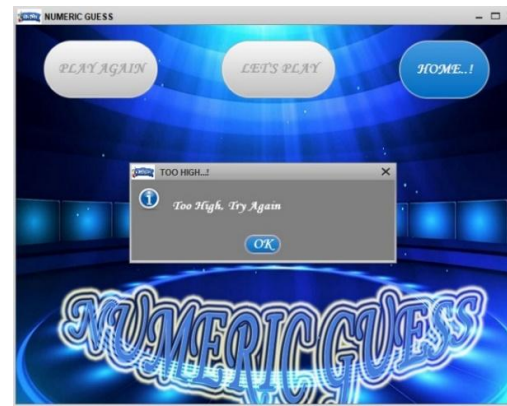 NUMERIC GUESS
PLAY AGAIN
LET'S PLAY
HOME..!
TOO HIGH...!
Too High, Try Again
OK
NUMERIC GUESS